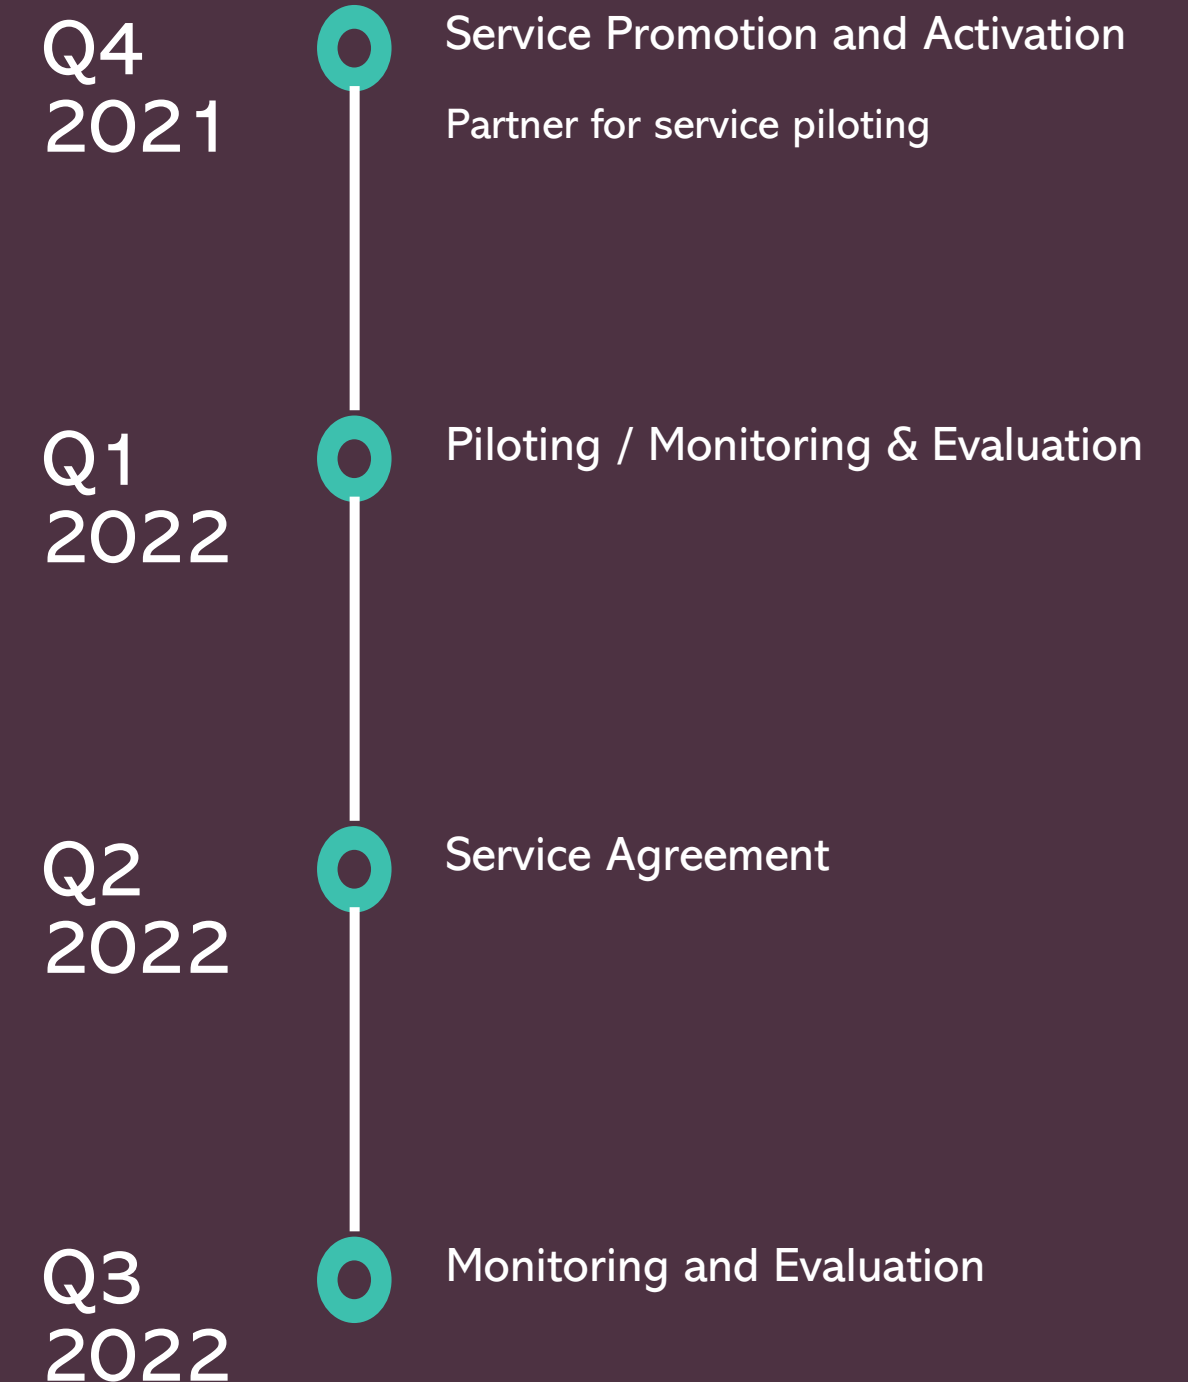 Q4
2021
Service Promotion and Activation
Partner for service piloting
Q1
2022
Piloting / Monitoring & Evaluation
Q2
2022
Service Agreement
Q3
2022
Monitoring and Evaluation